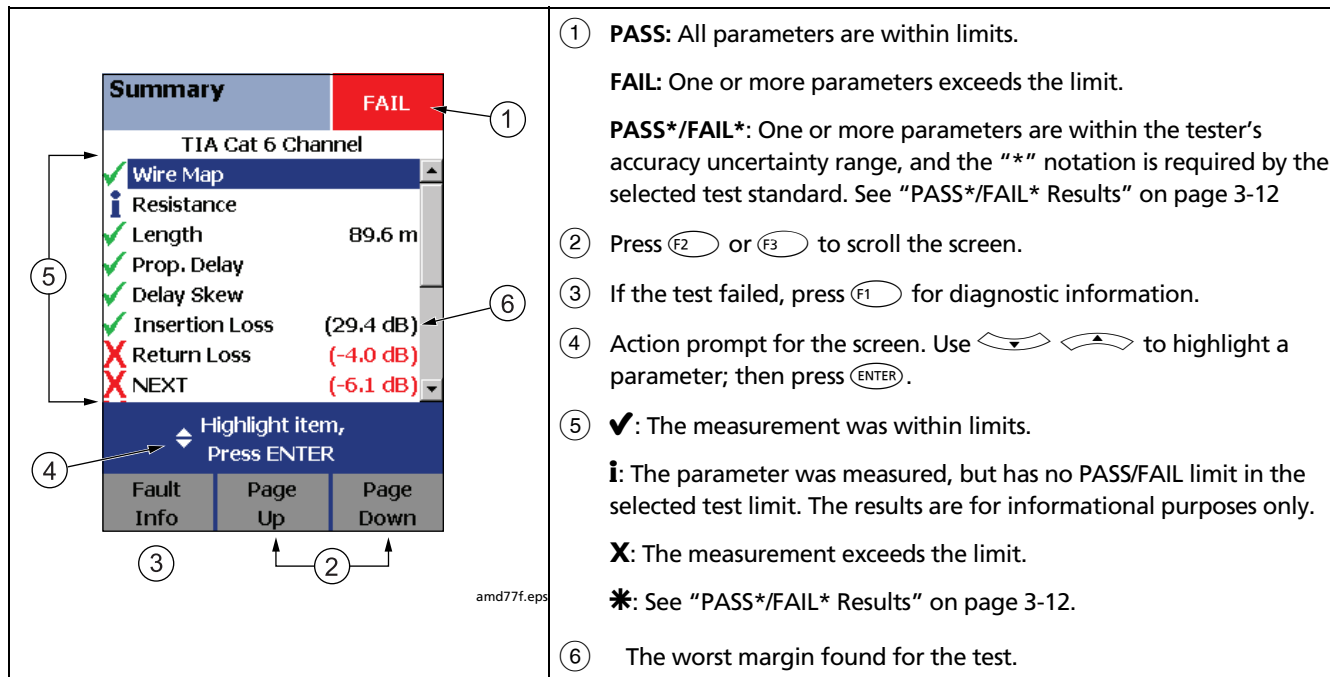 Summary
FAIL
1
TIA Cat 6 Channel
✓ Wire Map
i Resistance
✓ Length 89.6 m
✓ Prop. Delay
✓ Delay Skew
✓ Insertion Loss (29.4 dB)
X Return Loss (-4.0 dB)
X NEXT (-6.1 dB)
5
6
Highlight item,
Press ENTER
4
Fault
Info
Page
Up
Page
Down
3
2
amd77f.eps
1 PASS: All parameters are within limits.
FAIL: One or more parameters exceeds the limit.
PASS*/FAIL*: One or more parameters are within the tester's
accuracy uncertainty range, and the "*" notation is required by the
selected test standard. See "PASS*/FAIL* Results" on page 3-12
2 Press F2 or F3 to scroll the screen.
3 If the test failed, press F1 for diagnostic information.
4 Action prompt for the screen. Use to highlight a
parameter; then press ENTER.
5 ✓: The measurement was within limits.
i: The parameter was measured, but has no PASS/FAIL limit in the
selected test limit. The results are for informational purposes only.
X: The measurement exceeds the limit.
*: See "PASS*/FAIL* Results" on page 3-12.
6 The worst margin found for the test.